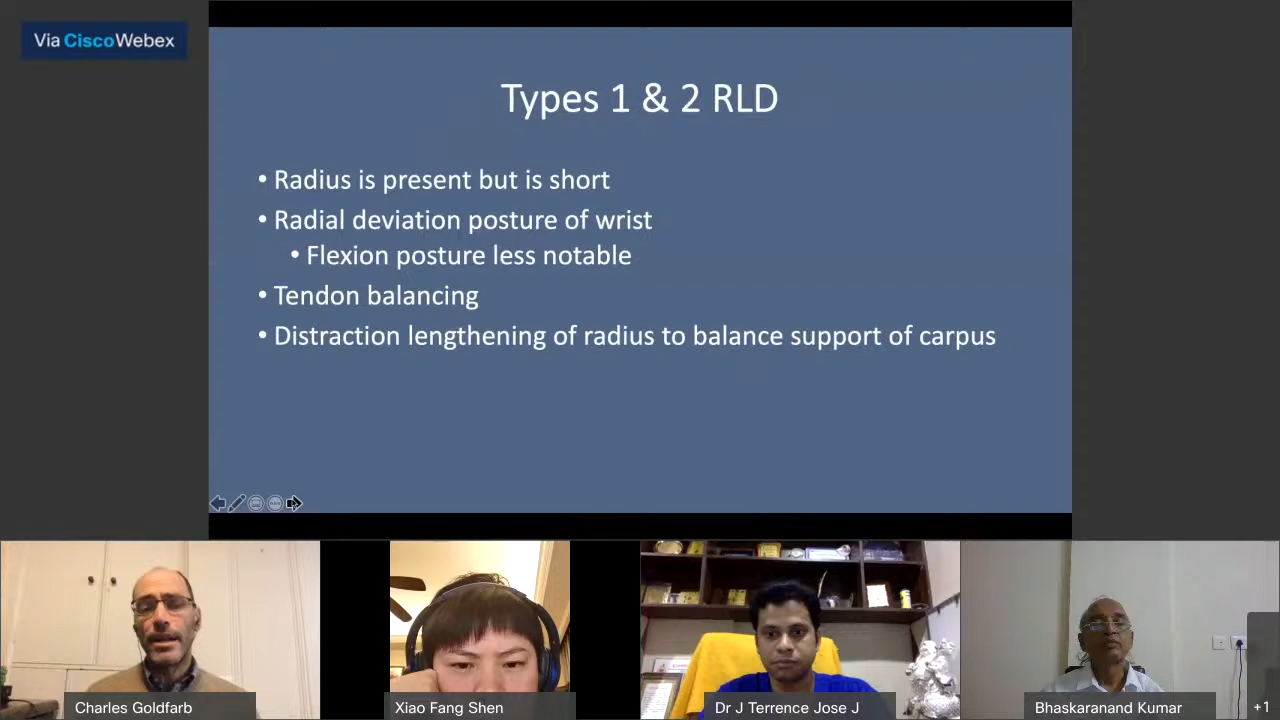 Via CiscoWebex
Types 1 & 2 RLD
• Radius is present but is short
• Radial deviation posture of wrist
• Flexion posture less notable
• Tendon balancing
• Distraction lengthening of radius to balance support of carpus
Charles Goldfarb
Xiao Fang Shen
Dr J Terrence Jose J
Bhaskaranand Kumar
+1